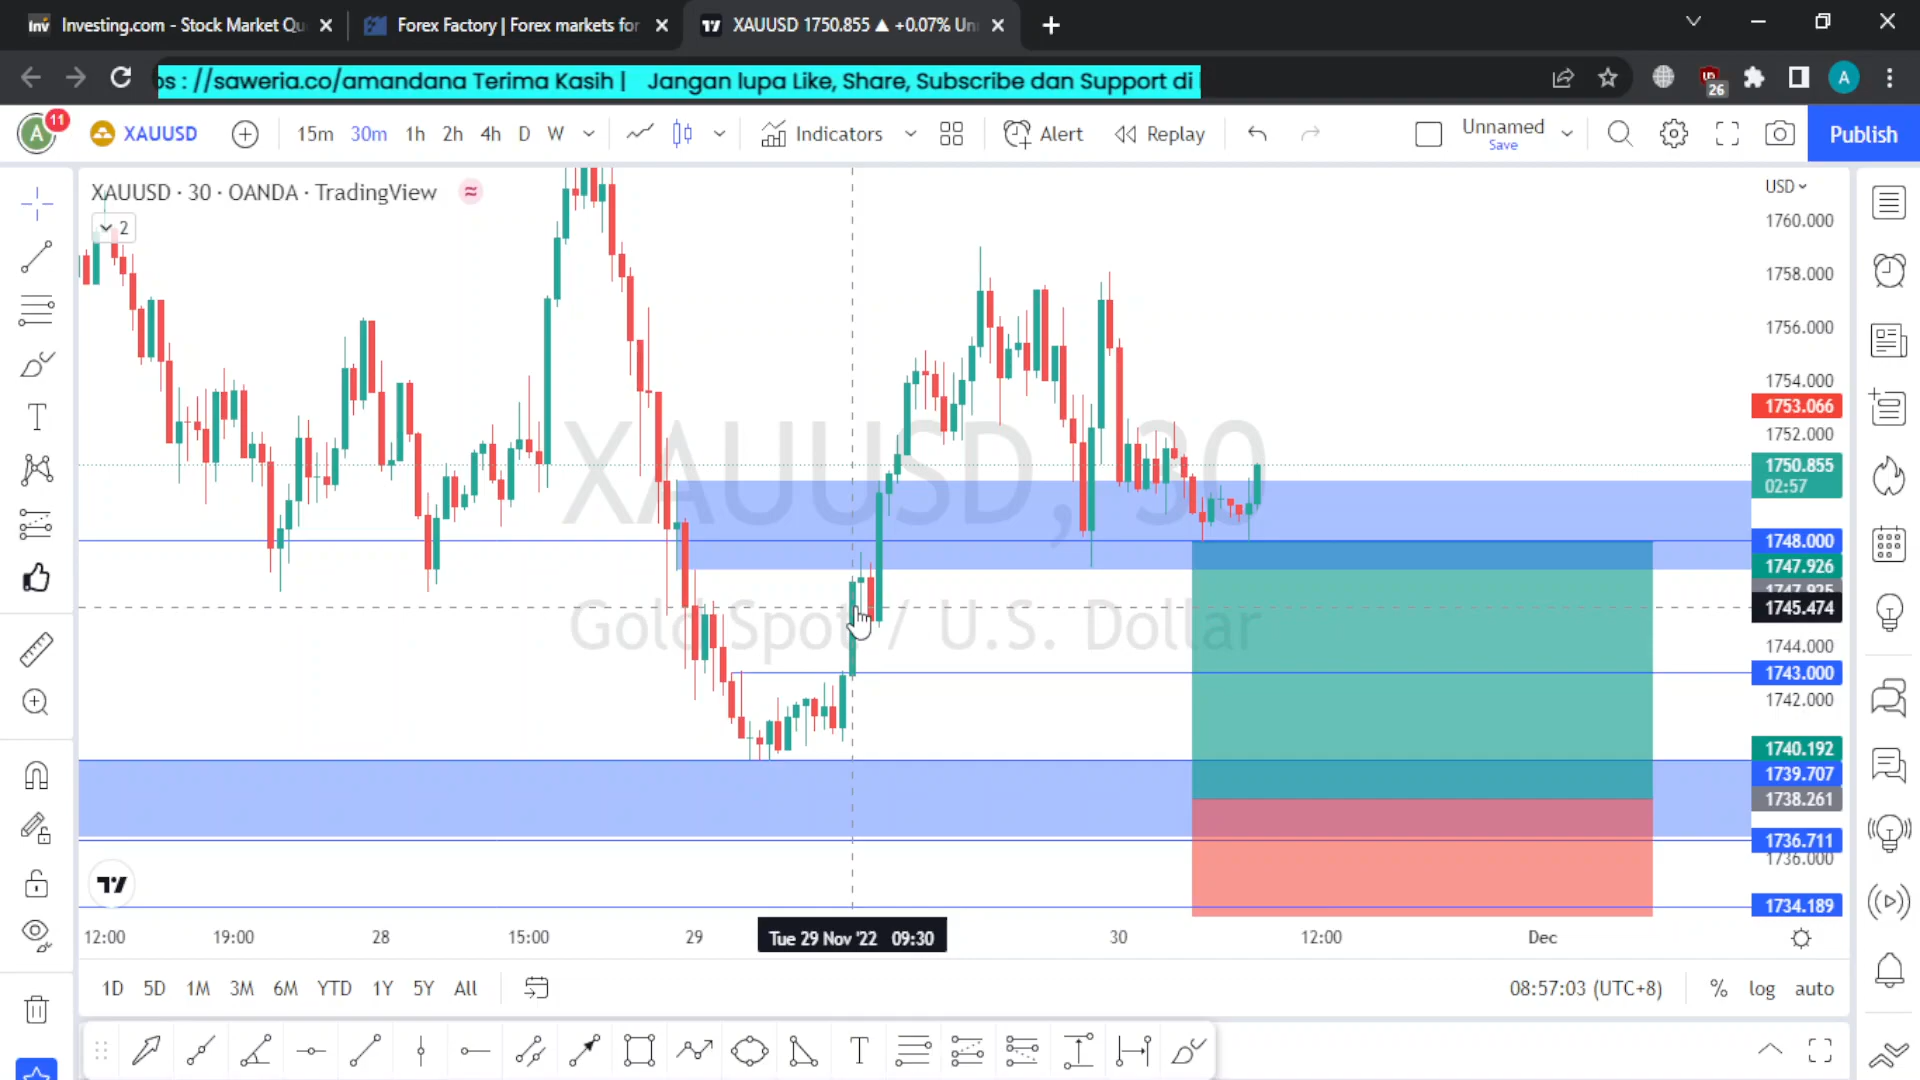 Investing.com - Stock Market Qu
Forex Factory | Forex markets for
XAUUSD 1750.855 ▲ +0.07% Un
os : //saweria.co/amandana Terima Kasih | Jangan lupa Like, Share, Subscribe dan Support di
26
A
A
11
XAUUSD
15m
30m
1h
2h
4h
D
W
Indicators
Alert
Replay
Unnamed
Save
Publish
XAUUSD · 30 · OANDA · TradingView
2
USD
1760.000
1758.000
1756.000
1754.000
1753.066
1752.000
1750.855
02:57
1748.000
1747.926
1745.474
1744.000
1743.000
1742.000
1740.192
1739.707
1738.261
1736.711
1736.000
1734.189
XAUUSD, 30
Gold Spot / U.S. Dollar
12:00
19:00
28
15:00
29
Tue 29 Nov '22 09:30
30
12:00
Dec
1D
5D
1M
3M
6M
YTD
1Y
5Y
All
08:57:03 (UTC+8)
%
log
auto